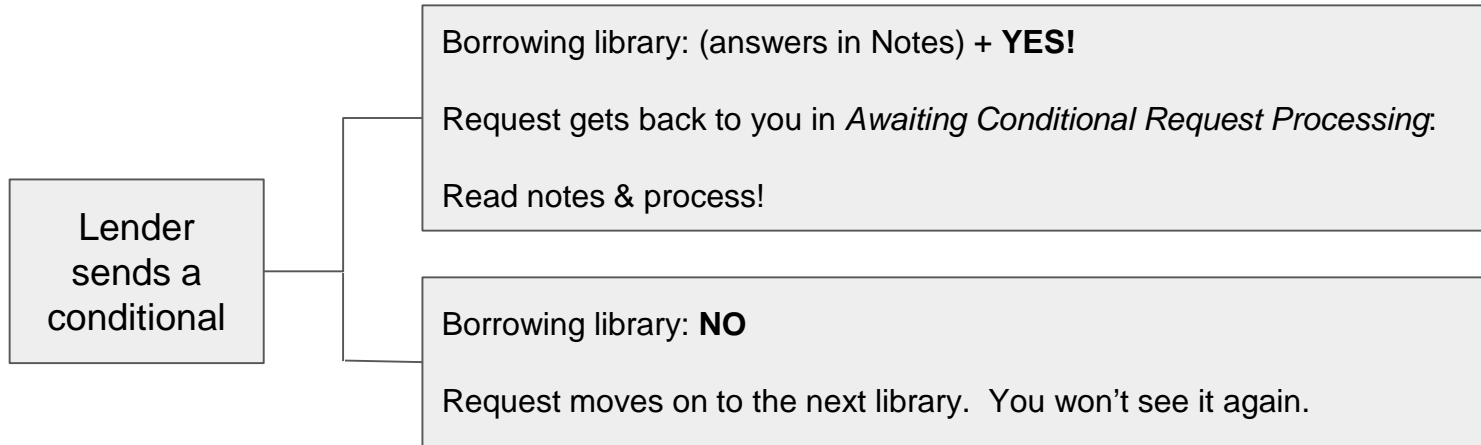 Lender
sends a
conditional
Borrowing library: (answers in Notes) + YES!
Request gets back to you in Awaiting Conditional Request Processing:
Read notes & process!
Borrowing library: NO
Request moves on to the next library.  You won’t see it again.